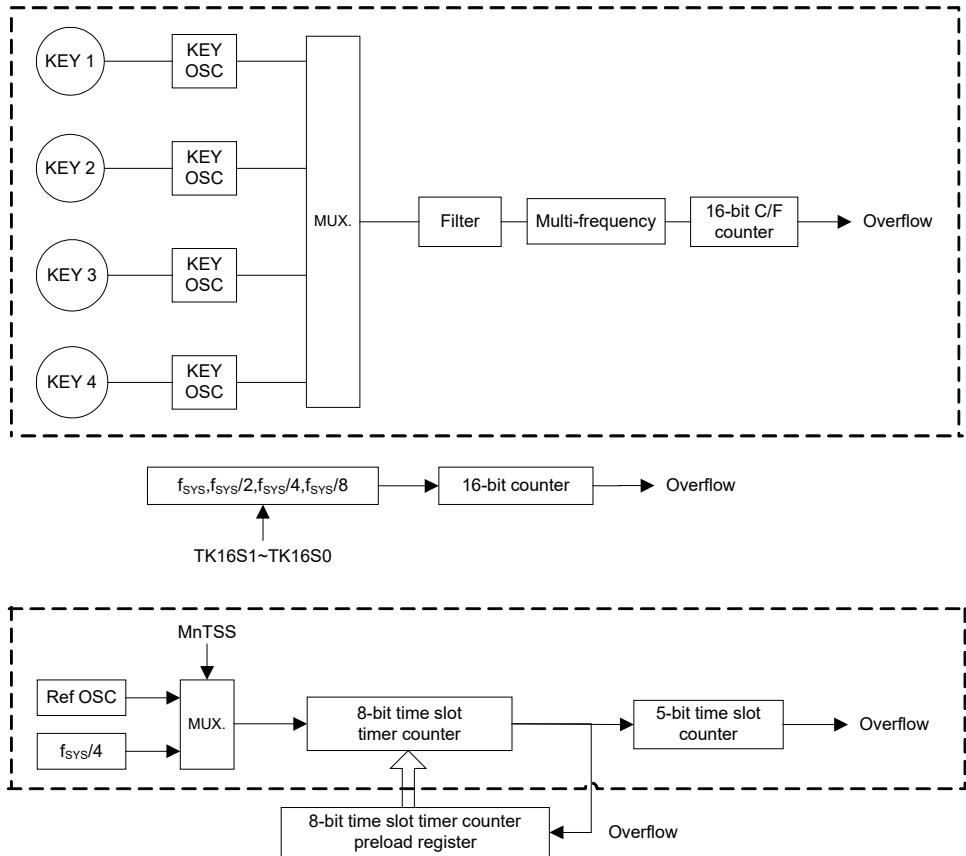 KEY 1
KEY
OSC
KEY 2
KEY
OSC
KEY 3
KEY
OSC
KEY 4
KEY
OSC
MUX.
Filter
Multi-frequency
16-bit C/F
counter
Overflow
fSYS,fSYS/2,fSYS/4,fSYS/8
16-bit counter
Overflow
TK16S1~TK16S0
MnTSS
Ref OSC
fSYS/4
MUX.
8-bit time slot
timer counter
5-bit time slot
counter
Overflow
8-bit time slot timer counter
preload register
Overflow